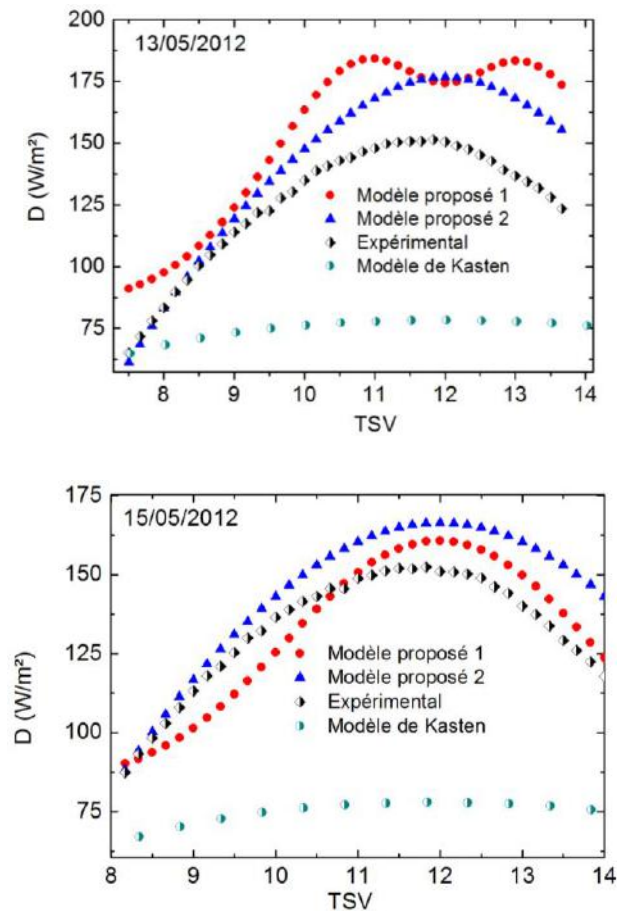 13/05/2012
200
175
150
125
100
75
D (W/m²)
Modèle proposé 1
Modèle proposé 2
Expérimental
Modèle de Kasten
8 9 10 11 12 13 14
TSV
15/05/2012
175
150
125
100
75
D (W/m²)
Modèle proposé 1
Modèle proposé 2
Expérimental
Modèle de Kasten
8 9 10 11 12 13 14
TSV